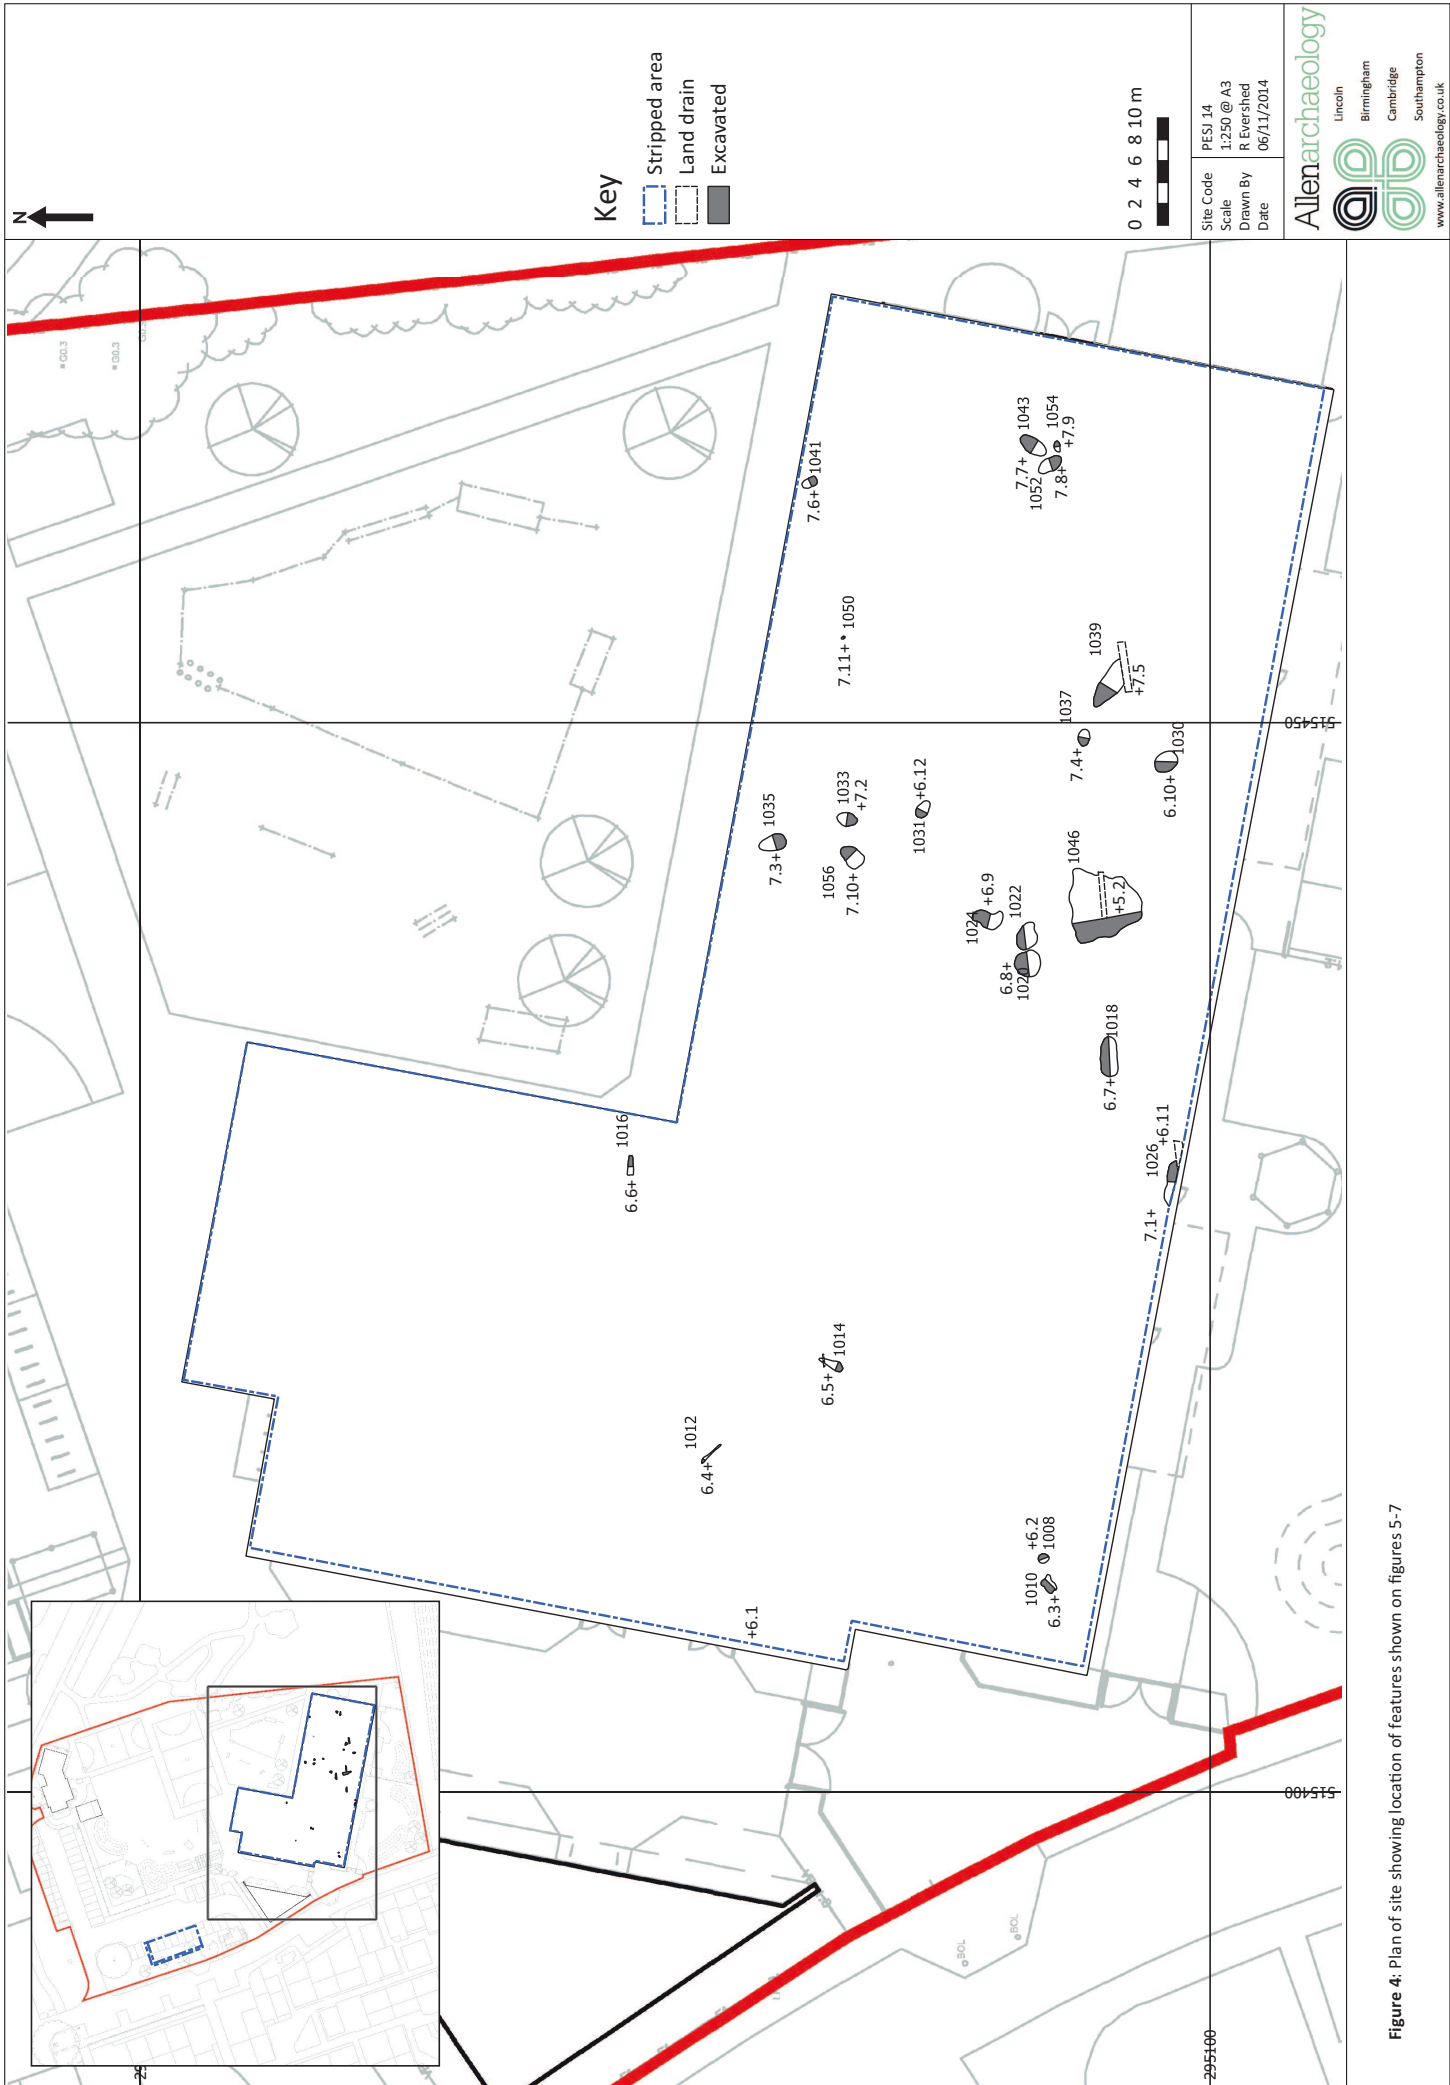 N
Key
Stripped area
Land drain
Excavated
0 2 4 6 8 10 m
Site Code PESJ 14
Scale 1:250 @ A3
Drawn By R Evershed
Date 06/11/2014
Allenarchaeology
Lincoln
Birmingham
Cambridge
Southampton
www.allenarchaeology.co.uk
G0.3
G0.3
1016
6.6+
1012
6.4+
6.5+
1014
+6.1
1010
6.3+
+6.2
1008
1041
7.6+
7.11+
1050
1035
7.3+
1033
+7.2
1056
7.10+
1031
+6.12
+6.9
1022
6.8+
1046
+5.2
1018
6.7+
1026
+6.11
7.1+
1043
7.7+
1054
+7.9
1052
7.8+
1039
+7.5
1037
7.4+
1030
6.10+
515450
515400
295100
BOL
BOL
Figure 4: Plan of site showing location of features shown on figures 5-7